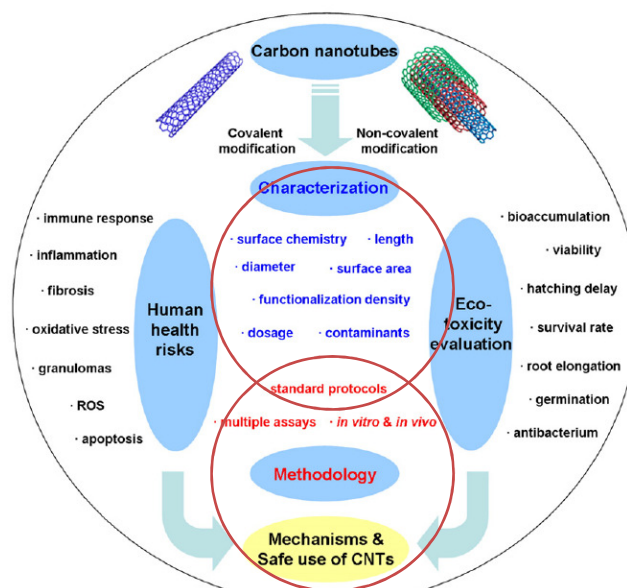 Carbon nanotubes
Covalent
modification
Non-covalent
modification
Characterization
· surface chemistry
· length
· diameter
· surface area
· functionalization density
· dosage
· contaminants
· immune response
· inflammation
· fibrosis
· oxidative stress
· granulomas
· ROS
· apoptosis
Human
health
risks
Eco-
toxicity
evaluation
· bioaccumulation
· viability
· hatching delay
· survival rate
· root elongation
· germination
· antibacterium
· standard protocols
· multiple assays
· in vitro & in vivo
Methodology
Mechanisms &
Safe use of CNTs